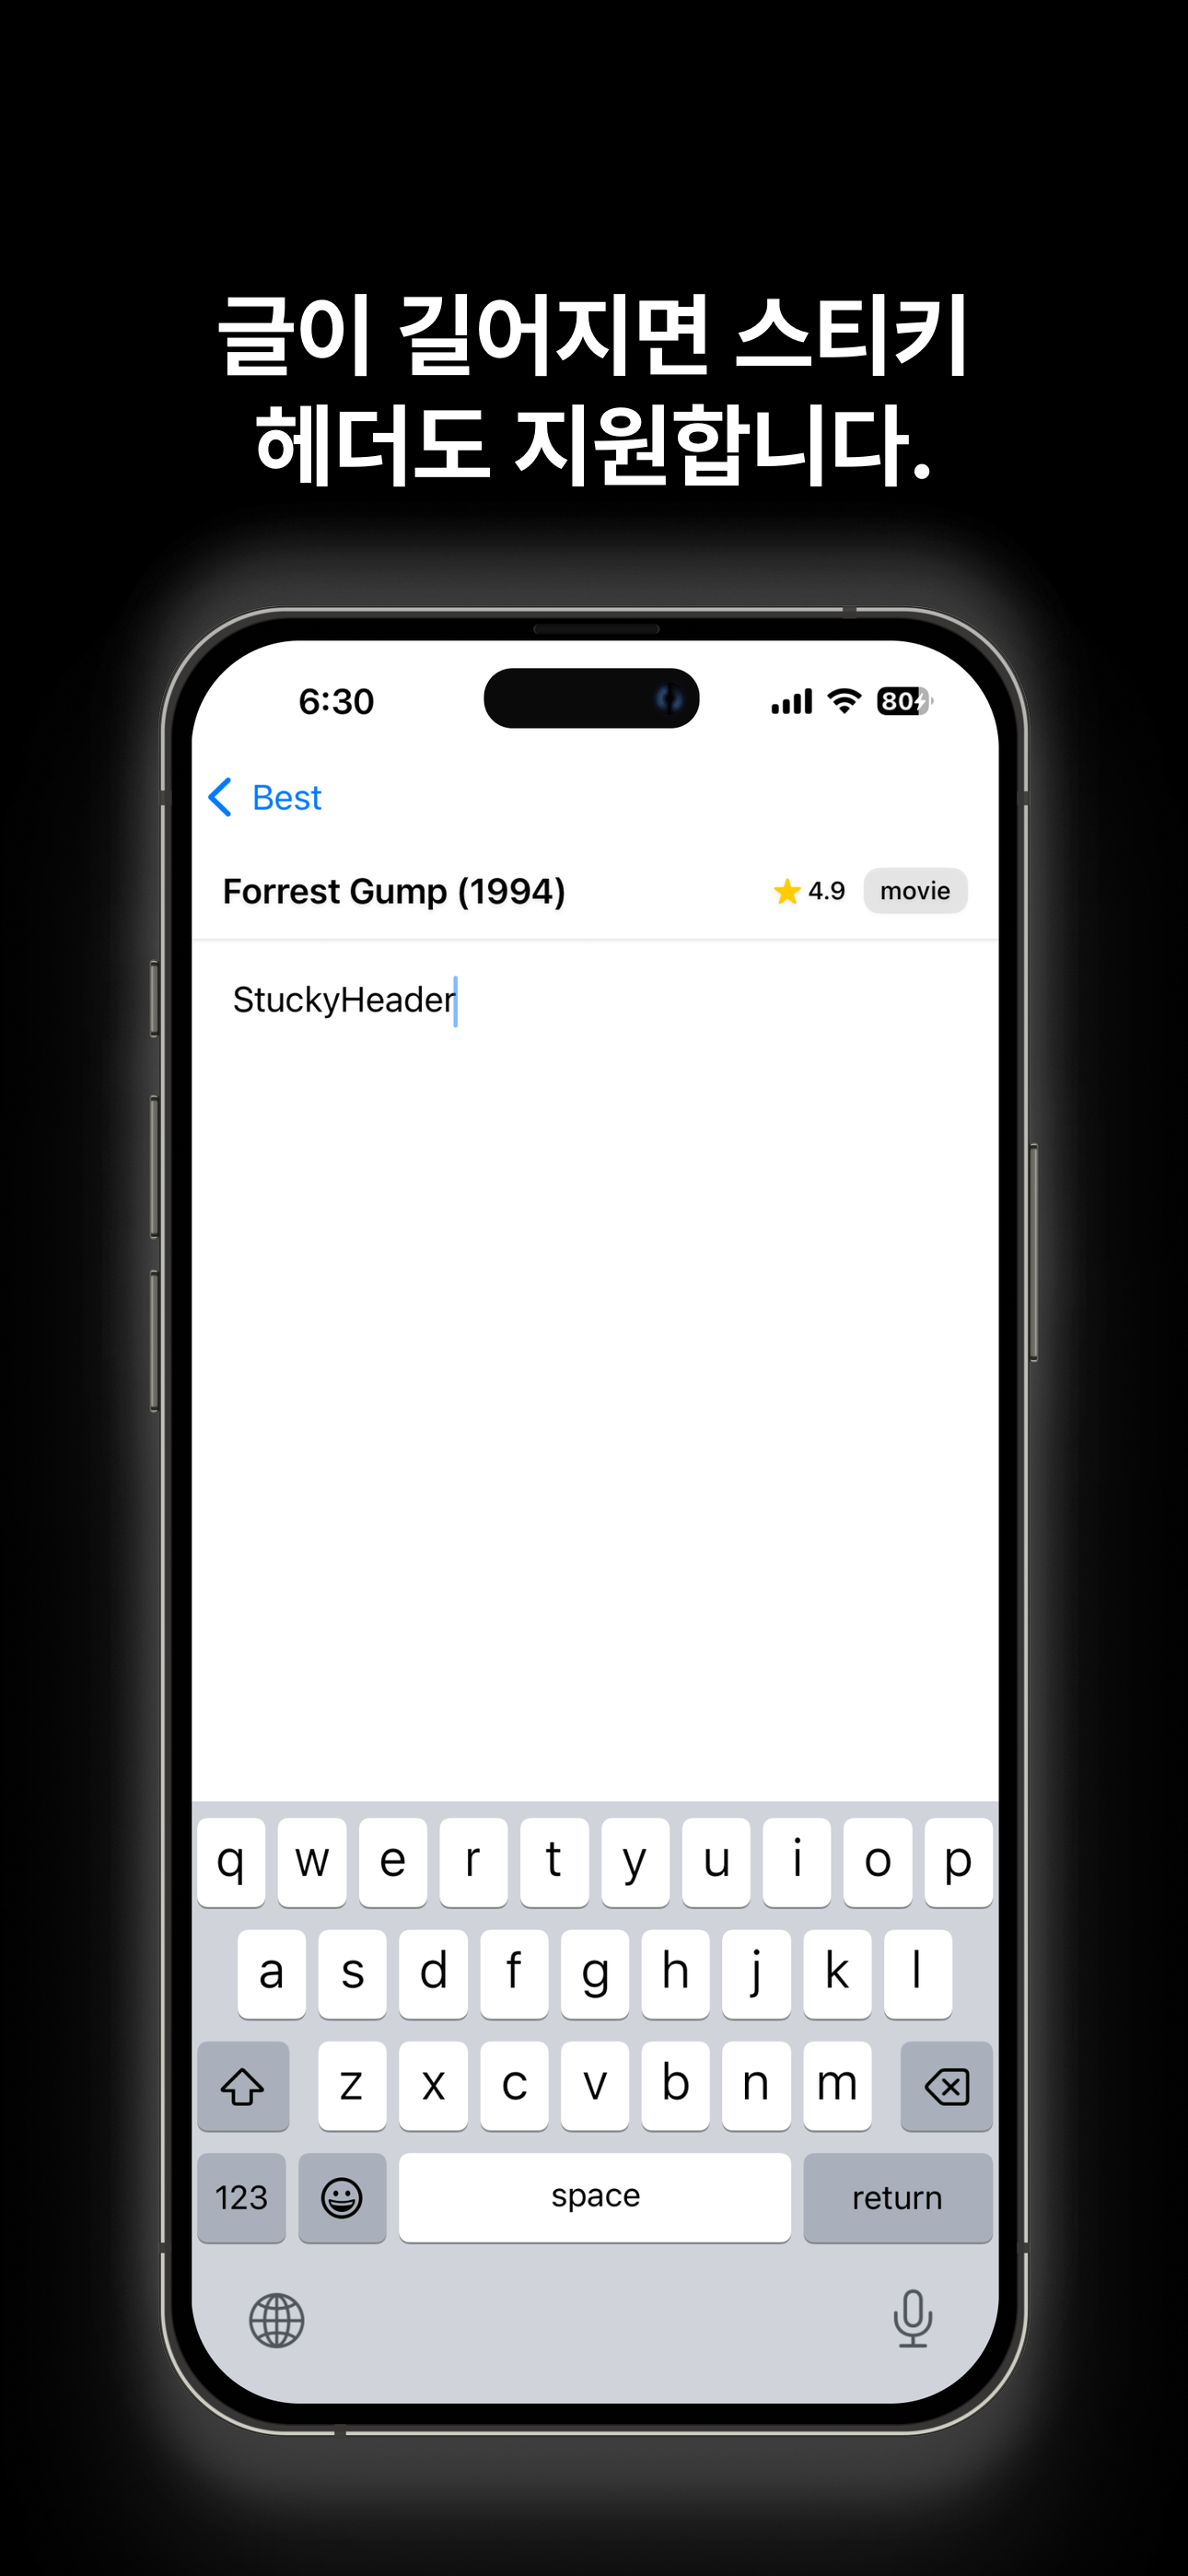 글이 길어지면 스티키
헤더도 지원합니다.
6:30 80
Best
Forrest Gump (1994) 4.9 movie
StuckyHeader
q w e r t y u i o p
a s d f g h j k l
z x c v b n m
123 space return